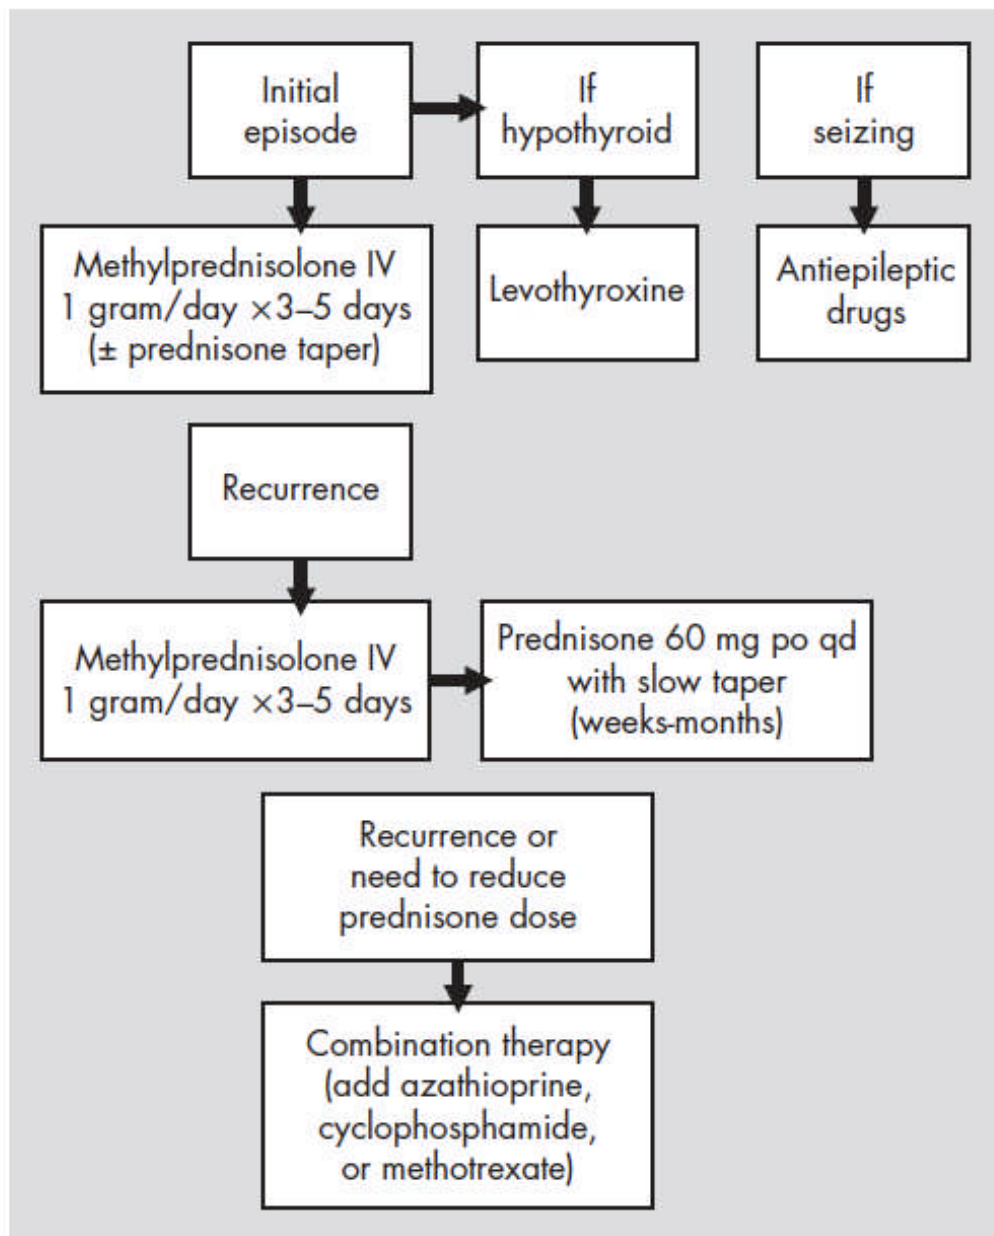 Initial
episode
If
hypothyroid
If
seizing
Methylprednisolone IV
1 gram/day ×3–5 days
(± prednisone taper)
Levothyroxine
Antiepileptic
drugs
Recurrence
Methylprednisolone IV
1 gram/day ×3–5 days
Prednisone 60 mg po qd
with slow taper
(weeks-months)
Recurrence or
need to reduce
prednisone dose
Combination therapy
(add azathioprine,
cyclophosphamide,
or methotrexate)